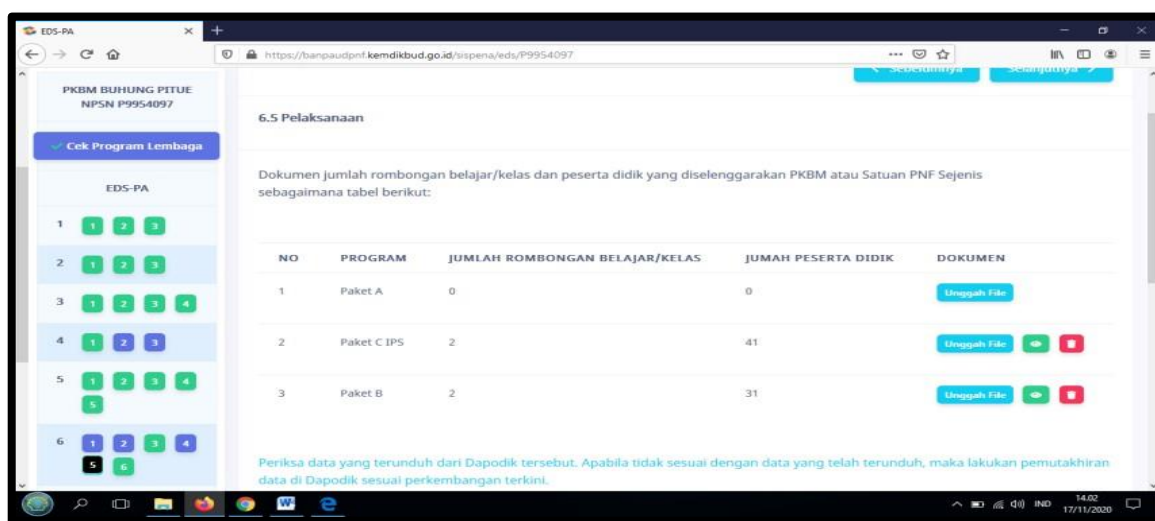 EDS-PA
https://banpaudpnf.kemdikbud.go.id/sispena/eds/P9954097
PKBM BUHUNG PITUE
NPSN P9954097
Cek Program Lembaga
EDS-PA
1 1 2 3
2 1 2 3
3 1 2 3 4
4 1 2 3
5 1 2 3 4
5
6 1 2 3 4
5 6
Sebelumnya Selanjutnya
6.5 Pelaksanaan
Dokumen jumlah rombongan belajar/kelas dan peserta didik yang diselenggarakan PKBM atau Satuan PNF Sejenis
sebagaimana tabel berikut:
NO PROGRAM JUMLAH ROMBONGAN BELAJAR/KELAS JUMAH PESERTA DIDIK DOKUMEN
1 Paket A 0 0 Unggah File
2 Paket C IPS 2 41 Unggah File
3 Paket B 2 31 Unggah File
Periksa data yang terunduh dari Dapodik tersebut. Apabila tidak sesuai dengan data yang telah terunduh, maka lakukan pemutakhiran
data di Dapodik sesuai perkembangan terkini.
IND 14.02
17/11/2020